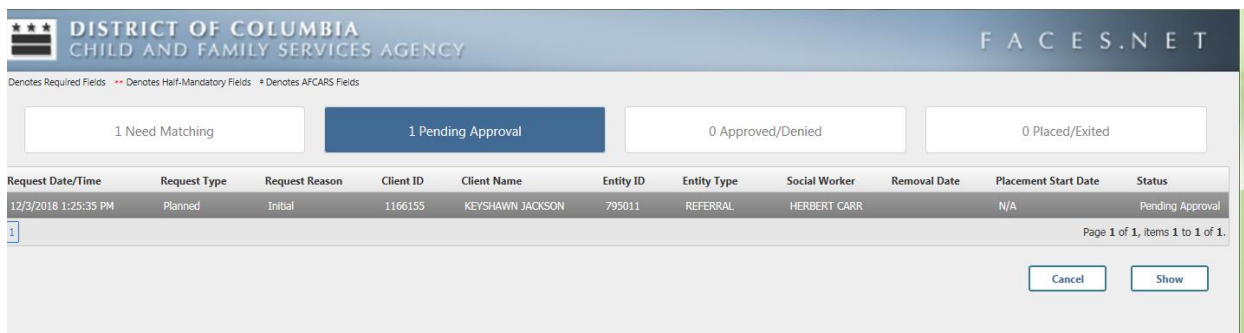 DISTRICT OF COLUMBIA
CHILD AND FAMILY SERVICES AGENCY
FACES.NET
Denotes Required Fields ** Denotes Half-Mandatory Fields ‡ Denotes AFCARS Fields
1 Need Matching 1 Pending Approval 0 Approved/Denied 0 Placed/Exited
Request Date/Time Request Type Request Reason Client ID Client Name Entity ID Entity Type Social Worker Removal Date Placement Start Date Status
12/3/2018 1:25:35 PM Planned Initial 1166155 KEYSHAWN JACKSON 795011 REFERRAL HERBERT CARR N/A Pending Approval
1 Page 1 of 1, items 1 to 1 of 1.
Cancel Show